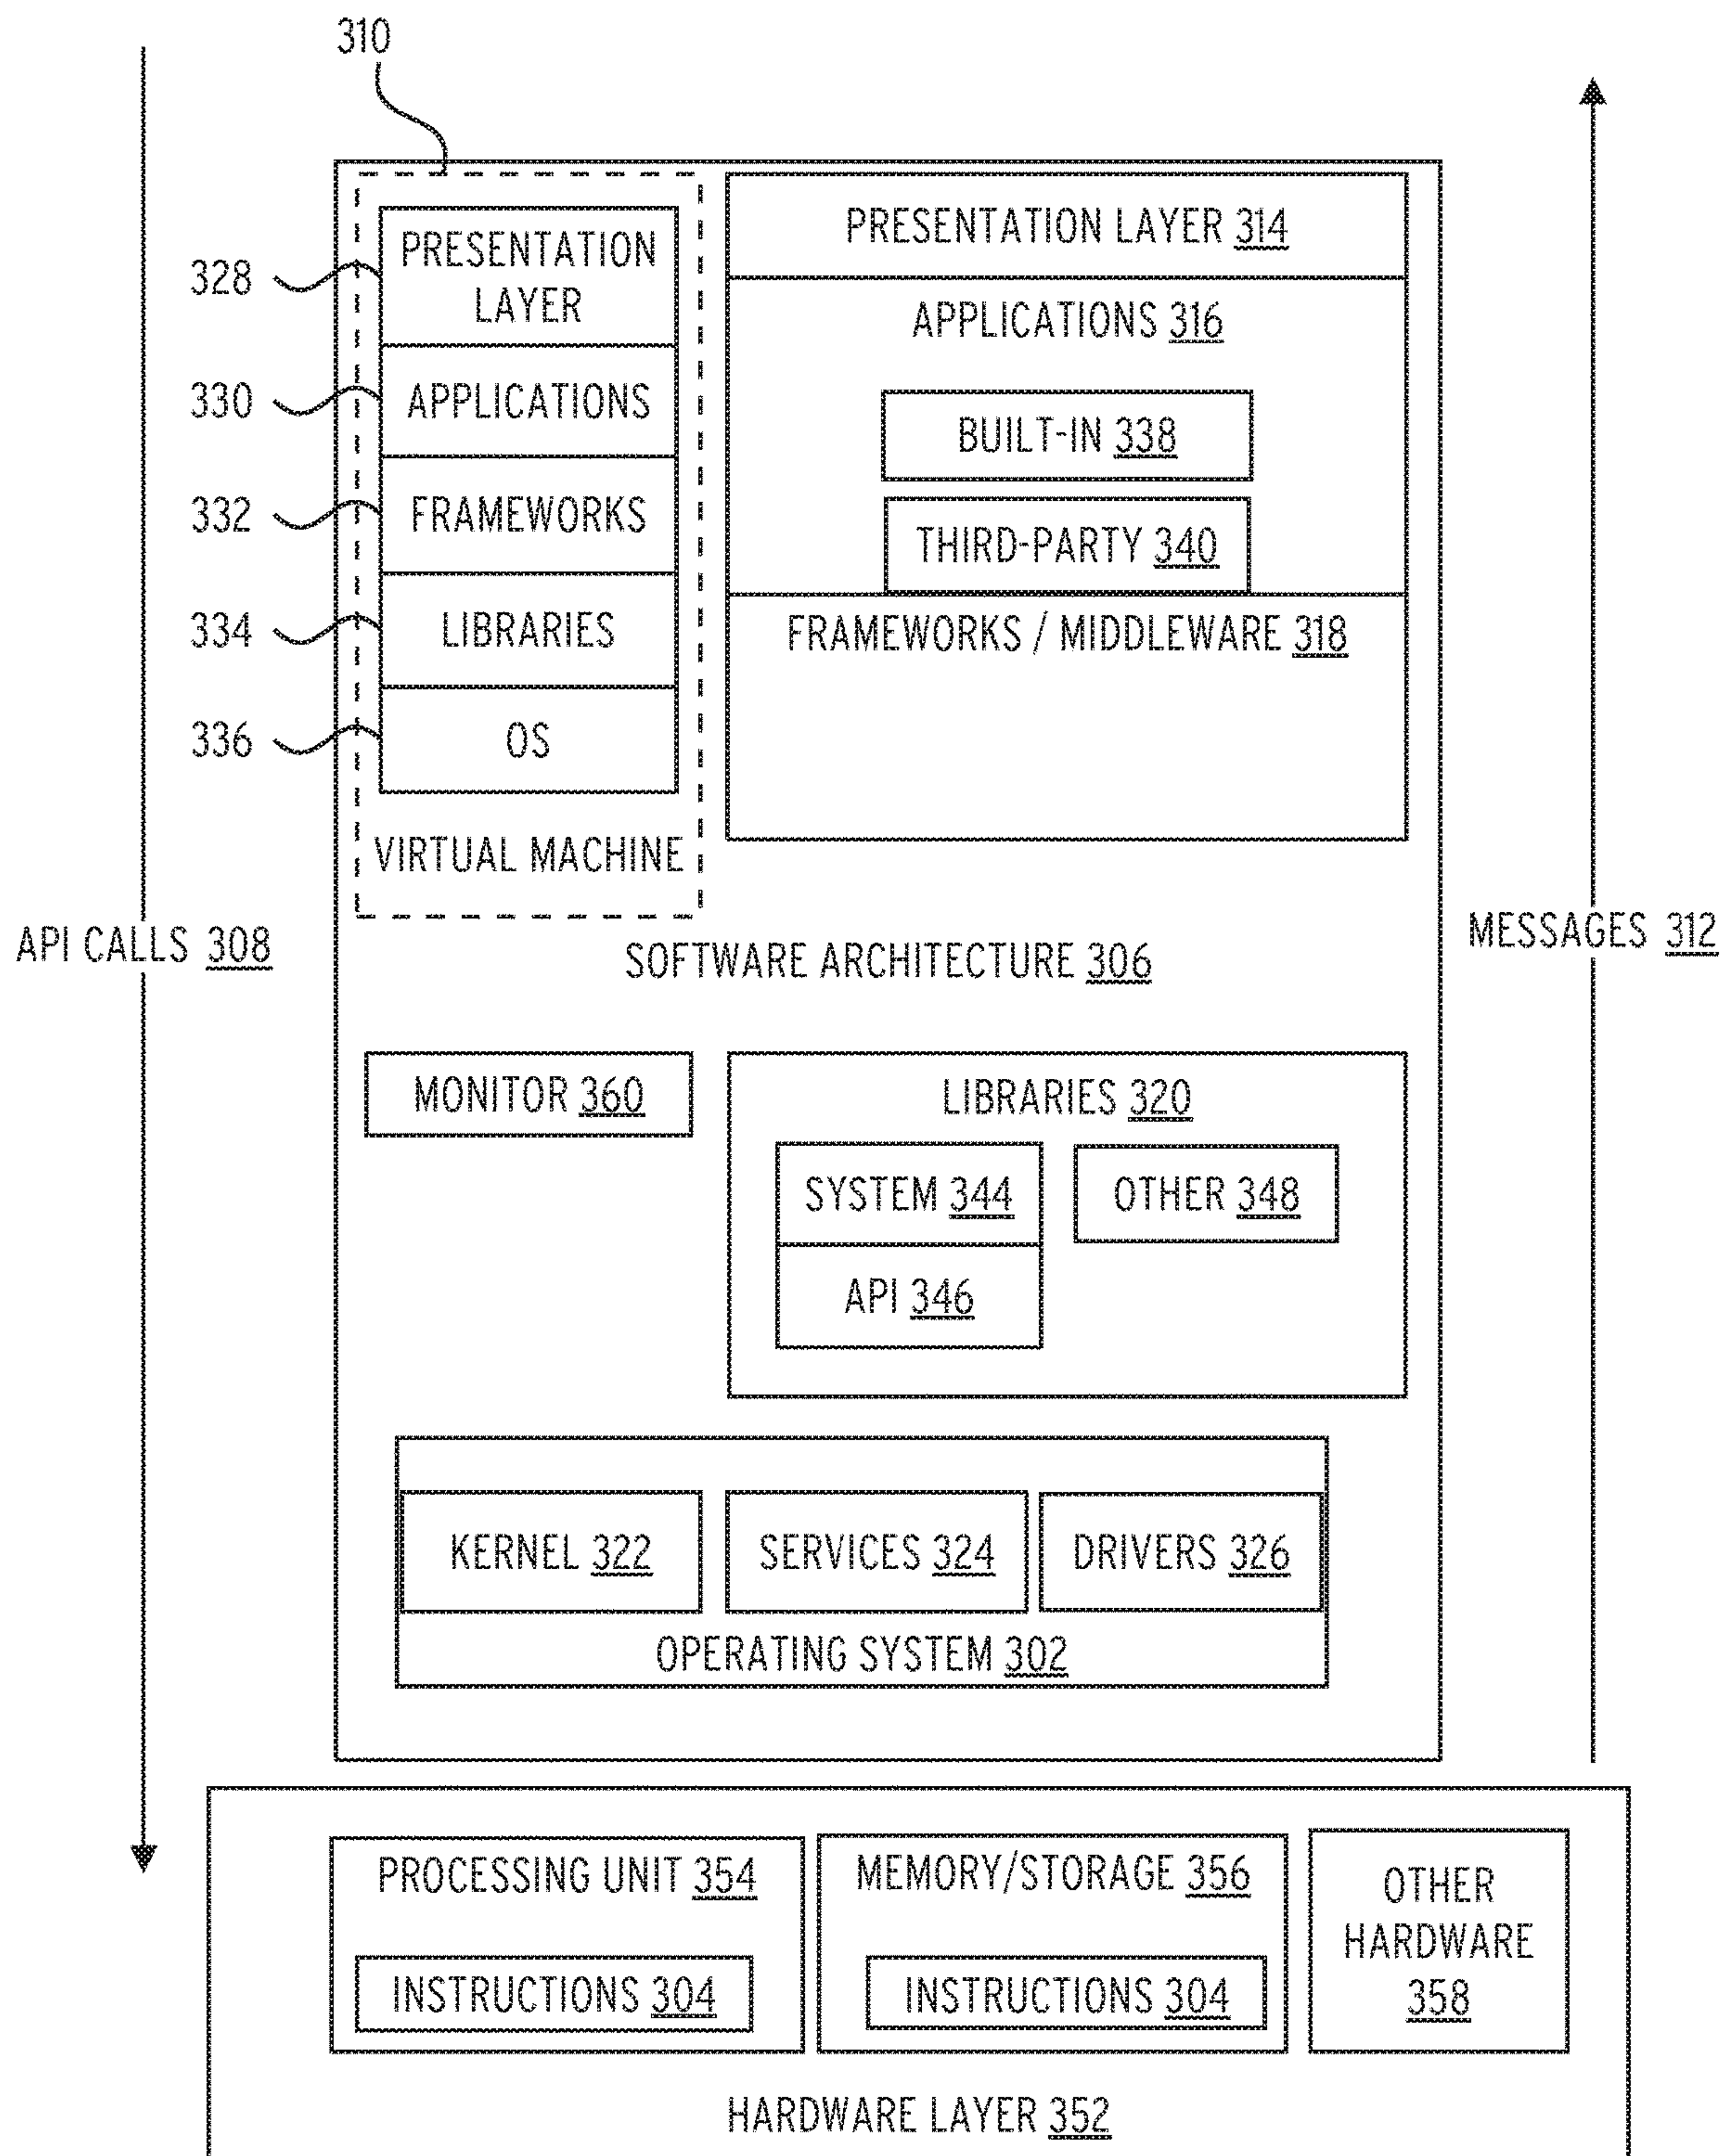 310
PRESENTATION LAYER 314
328
PRESENTATION
LAYER
APPLICATIONS 316
330
APPLICATIONS
BUILT-IN 338
332
FRAMEWORKS
THIRD-PARTY 340
334
LIBRARIES
FRAMEWORKS / MIDDLEWARE 318
336
OS
VIRTUAL MACHINE
API CALLS 308
SOFTWARE ARCHITECTURE 306
MESSAGES 312
MONITOR 360
LIBRARIES 320
SYSTEM 344
OTHER 348
API 346
KERNEL 322
SERVICES 324
DRIVERS 326
OPERATING SYSTEM 302
PROCESSING UNIT 354
INSTRUCTIONS 304
MEMORY/STORAGE 356
INSTRUCTIONS 304
OTHER
HARDWARE
358
HARDWARE LAYER 352